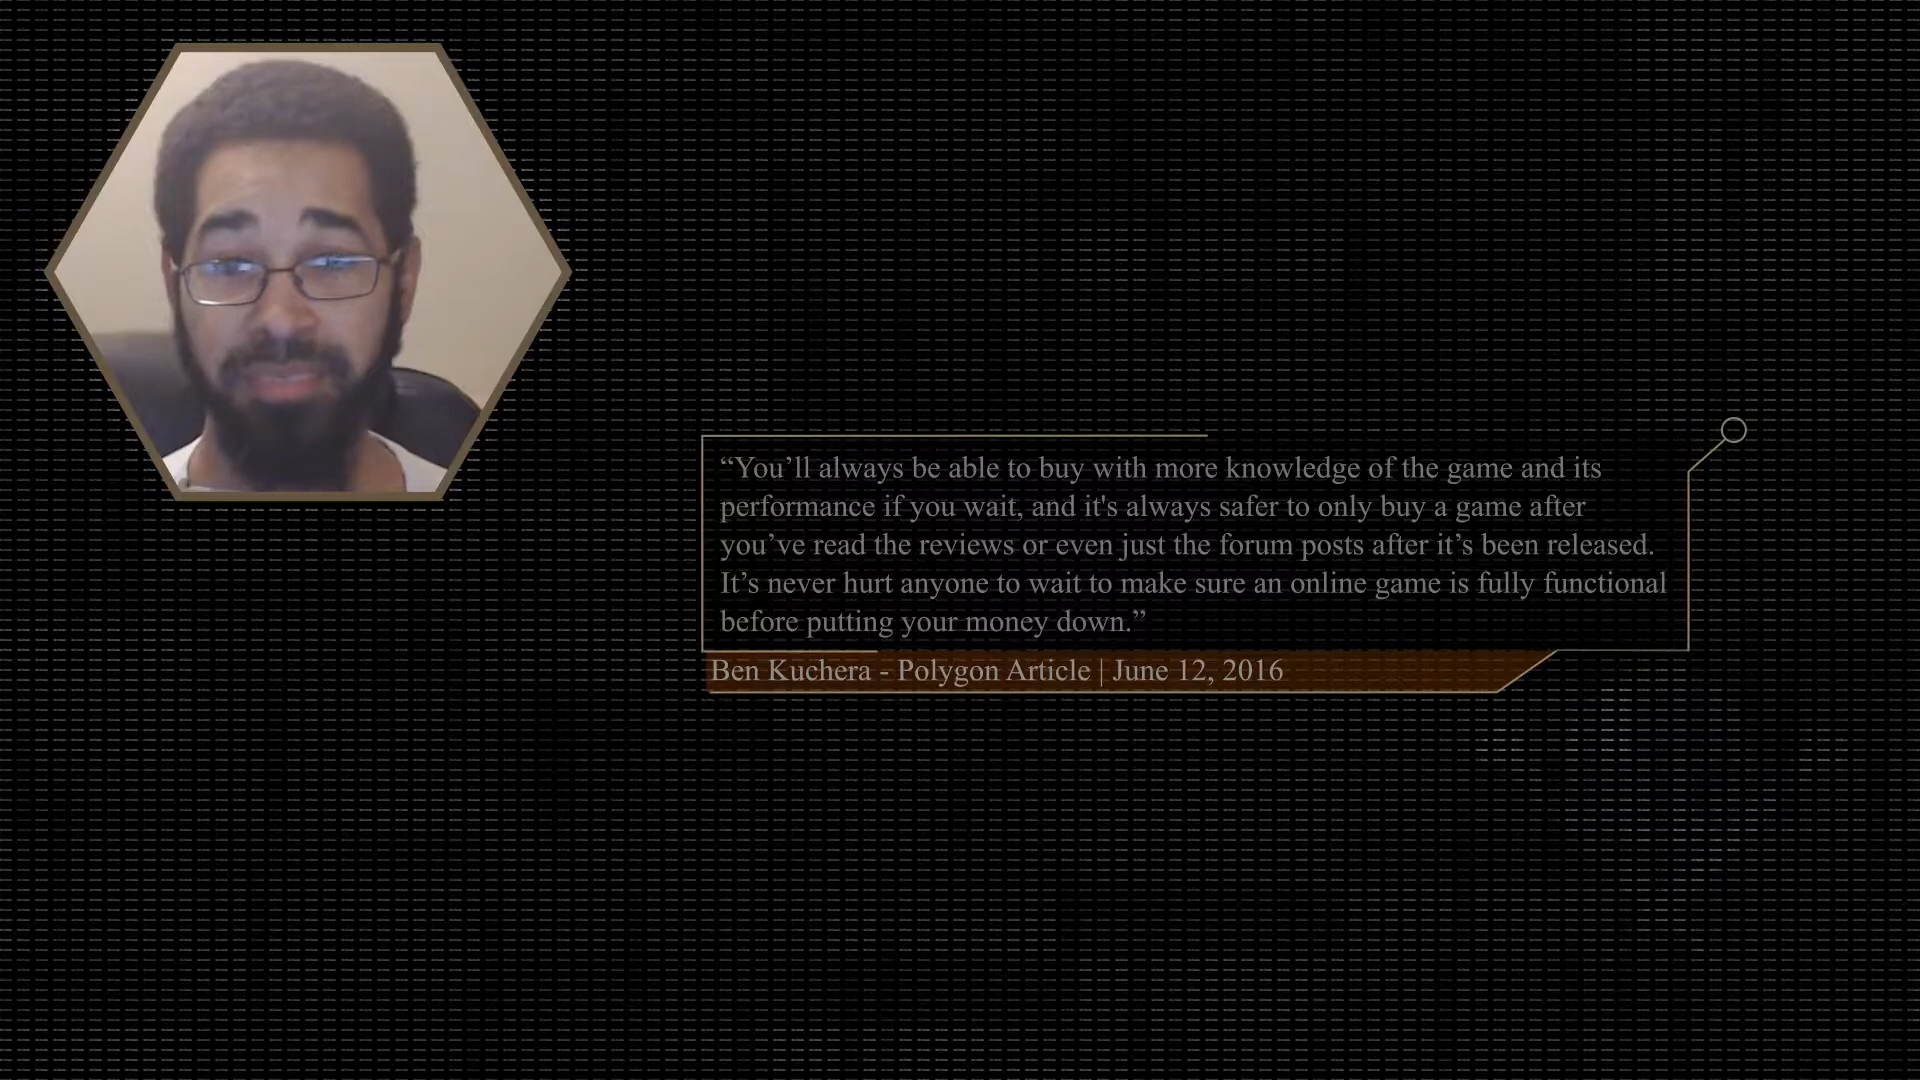 “You’ll always be able to buy with more knowledge of the game and its
performance if you wait, and it's always safer to only buy a game after
you’ve read the reviews or even just the forum posts after it’s been released.
It’s never hurt anyone to wait to make sure an online game is fully functional
before putting your money down.”
Ben Kuchera - Polygon Article | June 12, 2016